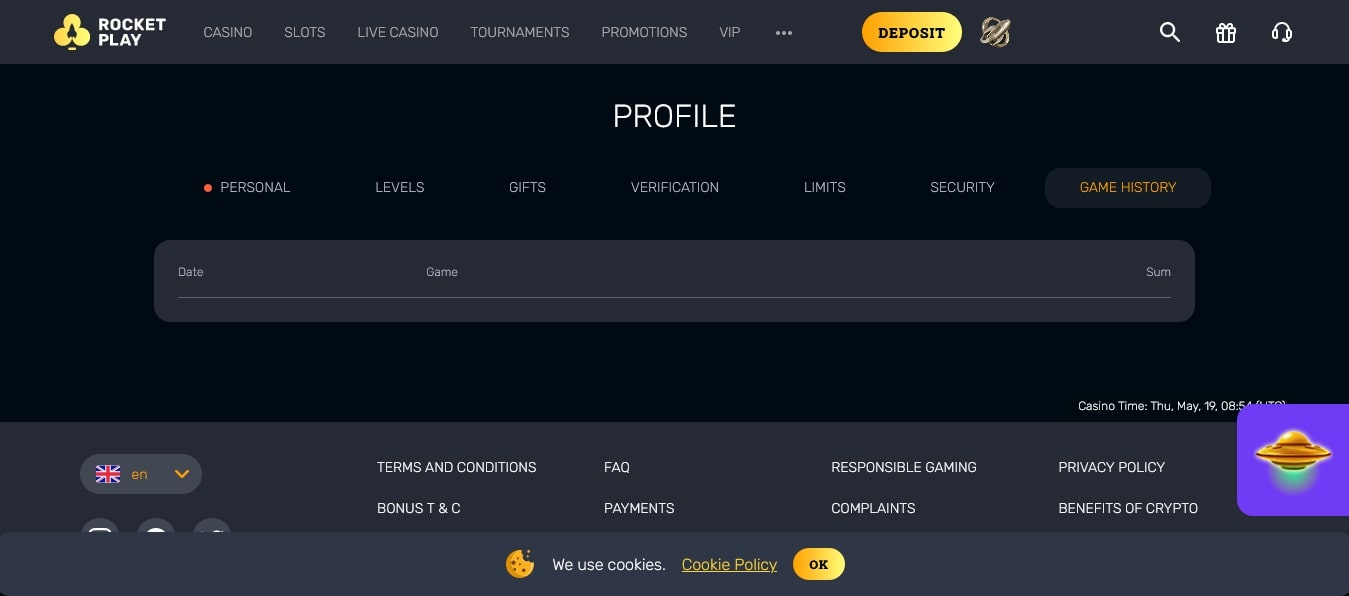 ROCKET PLAY CASINO SLOTS LIVE CASINO TOURNAMENTS PROMOTIONS VIP DEPOSIT
PROFILE
PERSONAL LEVELS GIFTS VERIFICATION LIMITS SECURITY GAME HISTORY
Date Game Sum
Casino Time: Thu, May, 19, 08:54 (UTC)
en TERMS AND CONDITIONS FAQ RESPONSIBLE GAMING PRIVACY POLICY
BONUS T & C PAYMENTS COMPLAINTS BENEFITS OF CRYPTO
We use cookies. Cookie Policy OK